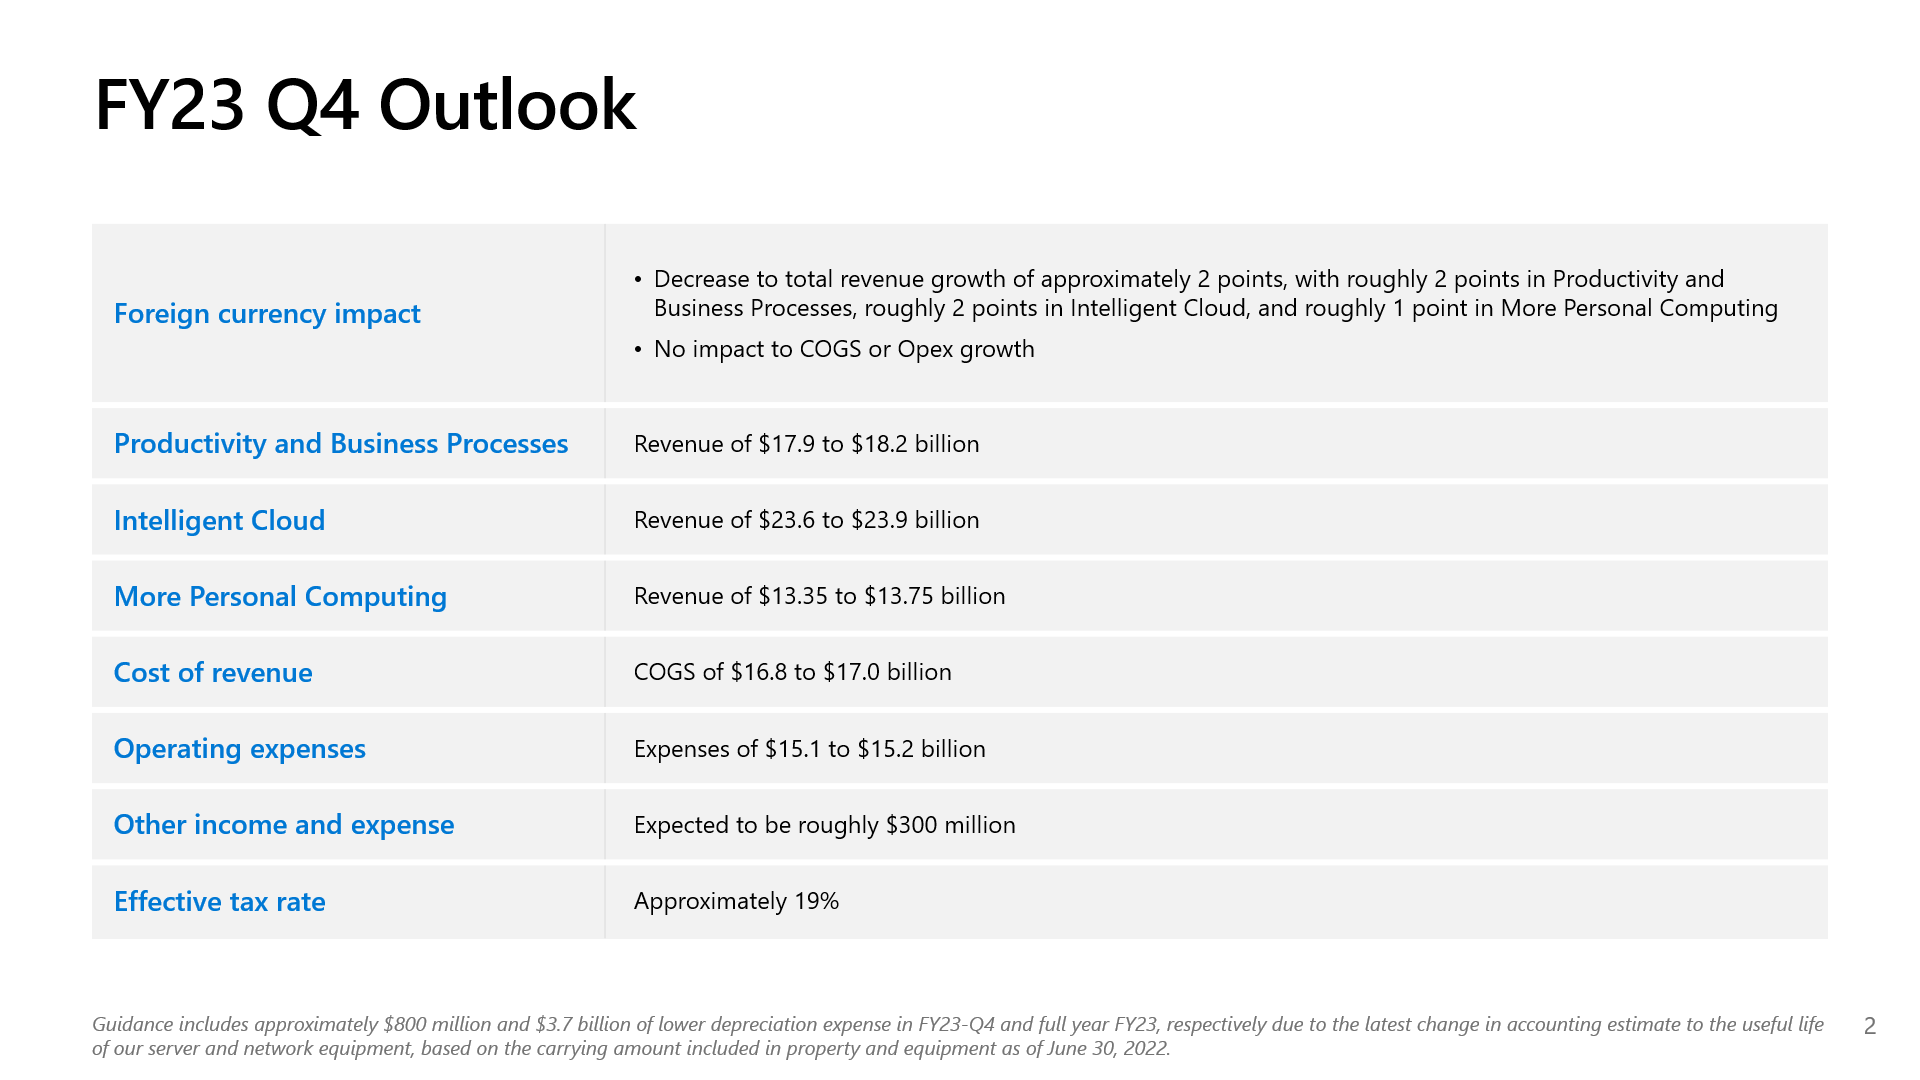 FY23 Q4 Outlook
Foreign currency impact
• Decrease to total revenue growth of approximately 2 points, with roughly 2 points in Productivity and
Business Processes, roughly 2 points in Intelligent Cloud, and roughly 1 point in More Personal Computing
• No impact to COGS or Opex growth
Productivity and Business Processes
Revenue of $17.9 to $18.2 billion
Intelligent Cloud
Revenue of $23.6 to $23.9 billion
More Personal Computing
Revenue of $13.35 to $13.75 billion
Cost of revenue
COGS of $16.8 to $17.0 billion
Operating expenses
Expenses of $15.1 to $15.2 billion
Other income and expense
Expected to be roughly $300 million
Effective tax rate
Approximately 19%
Guidance includes approximately $800 million and $3.7 billion of lower depreciation expense in FY23-Q4 and full year FY23, respectively due to the latest change in accounting estimate to the useful life
of our server and network equipment, based on the carrying amount included in property and equipment as of June 30, 2022.
2